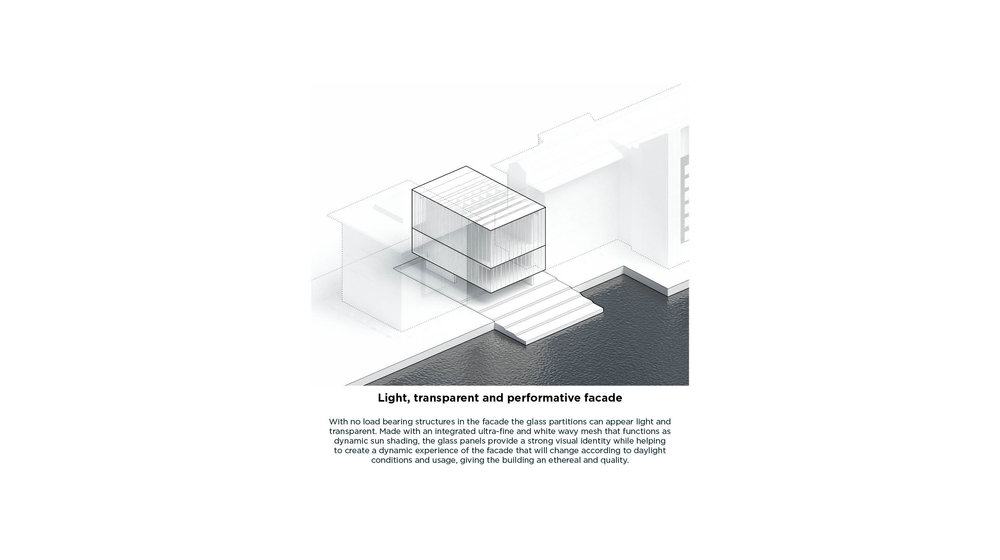 Light, transparent and performative facade
With no load bearing structures in the facade the glass partitions can appear light and
transparent. Made with an integrated ultra-fine and white wavy mesh that functions as
dynamic sun shading, the glass panels provide a strong visual identity while helping
to create a dynamic experience of the facade that will change according to daylight
conditions and usage, giving the building an ethereal and quality.